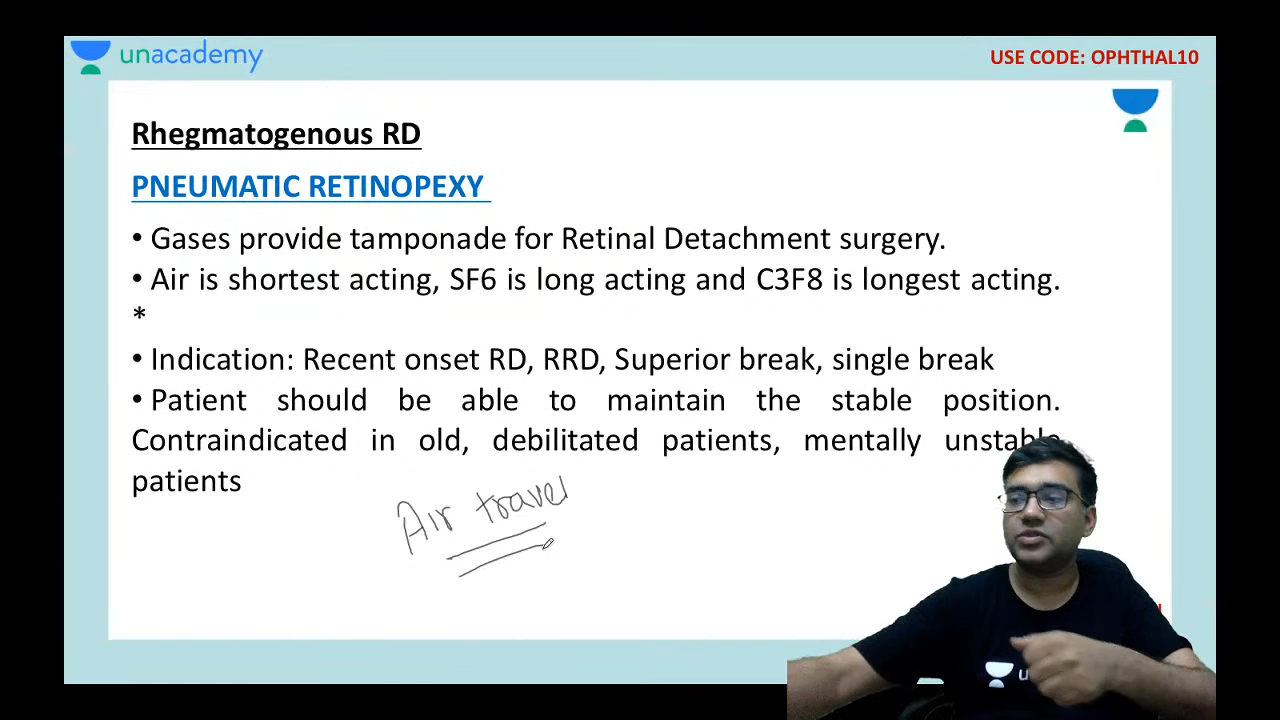 unacademy
USE CODE: OPHTHAL10
Rhegmatogenous RD
PNEUMATIC RETINOPEXY
• Gases provide tamponade for Retinal Detachment surgery.
• Air is shortest acting, SF6 is long acting and C3F8 is longest acting.
*
• Indication: Recent onset RD, RRD, Superior break, single break
• Patient should be able to maintain the stable position.
Contraindicated in old, debilitated patients, mentally unstable
patients
Air travel